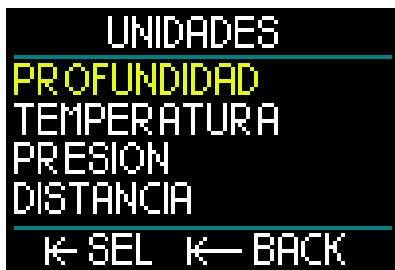 UNIDADES
PROFUNDIDAD
TEMPERATURA
PRESION
DISTANCIA
SEL BACK